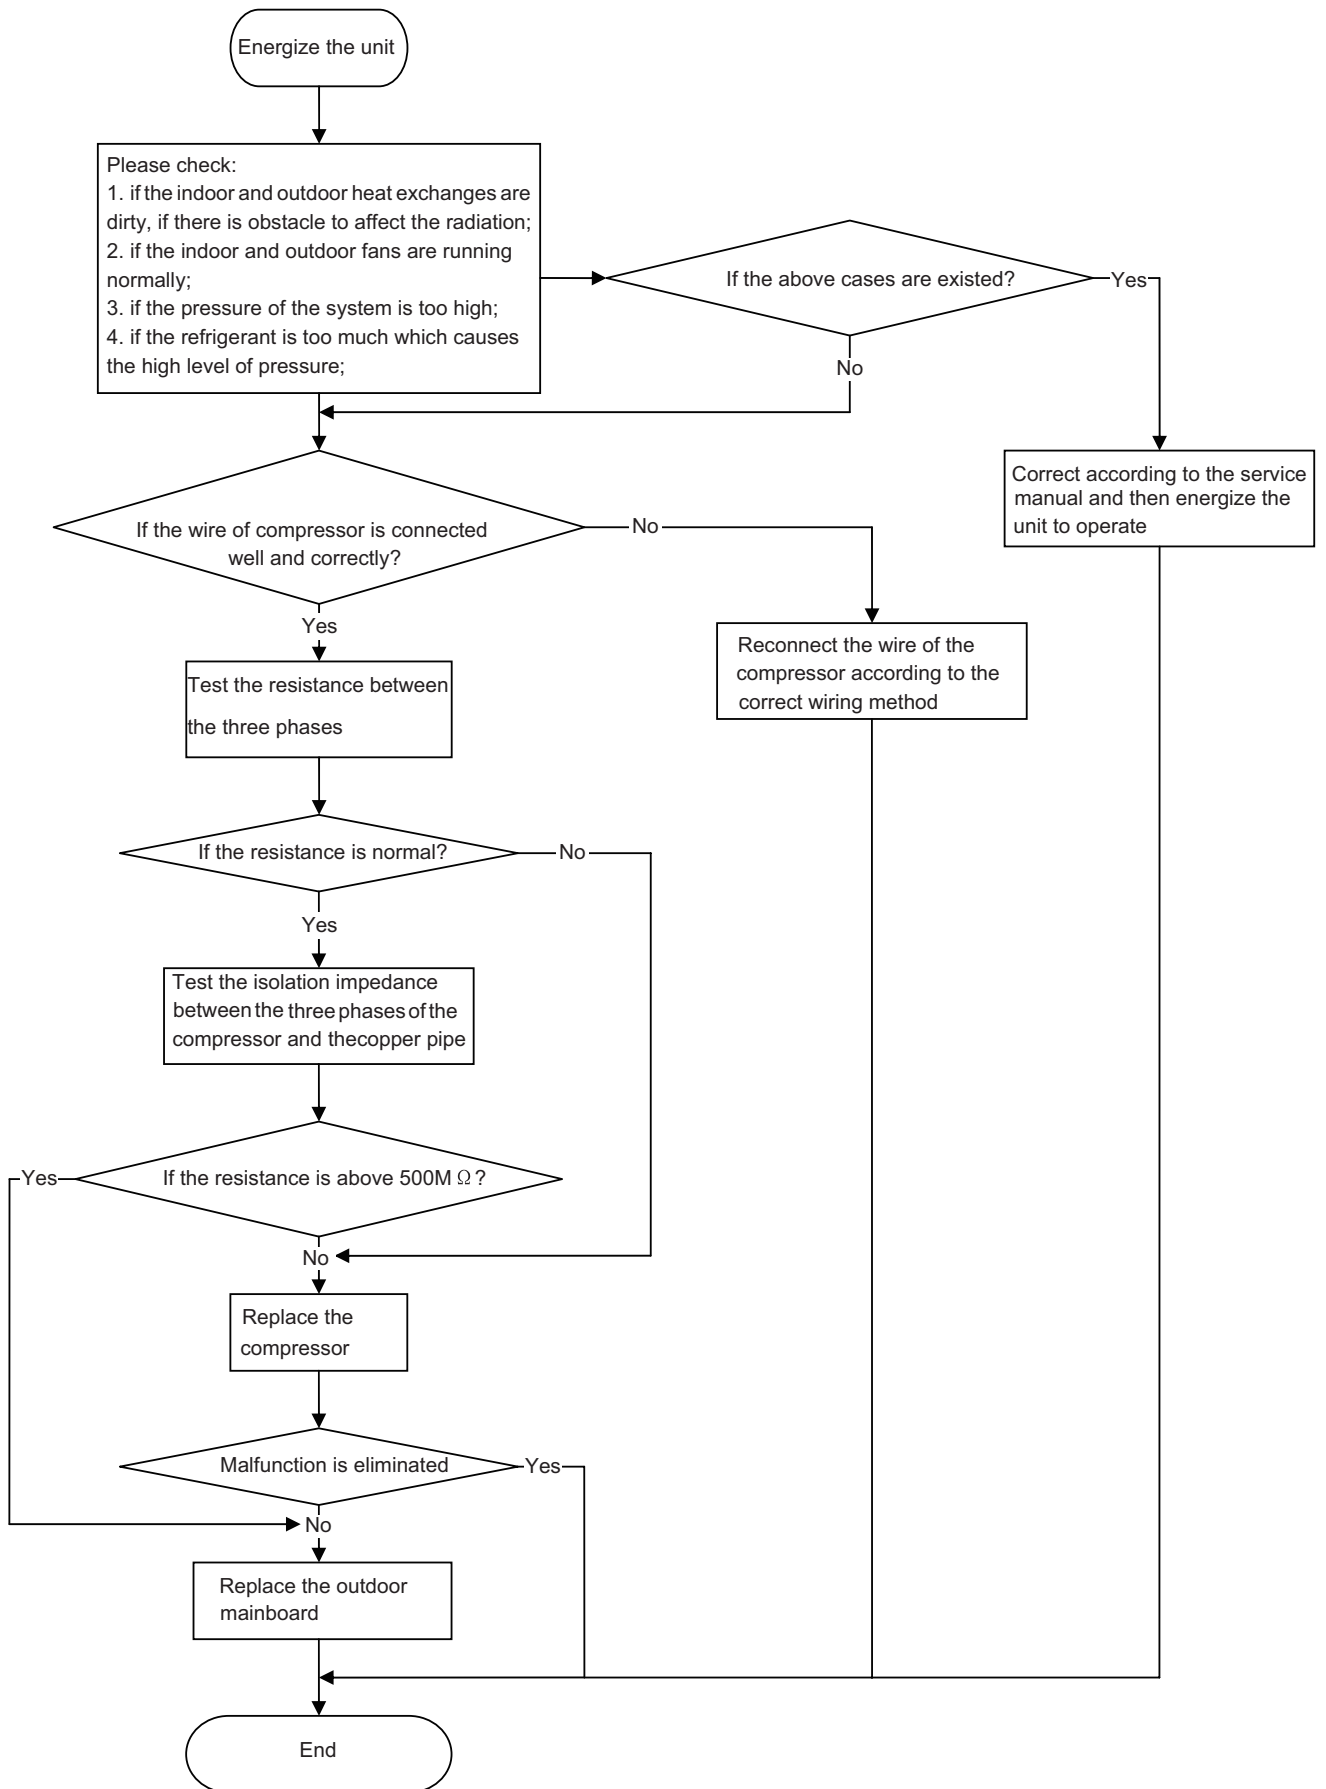 Energize the unit
Please check:
1. if the indoor and outdoor heat exchanges are
dirty, if there is obstacle to affect the radiation;
2. if the indoor and outdoor fans are running
normally;
3. if the pressure of the system is too high;
4. if the refrigerant is too much which causes
the high level of pressure;
If the above cases are existed?
Yes
No
Correct according to the service
manual and then energize the
unit to operate
If the wire of compressor is connected
well and correctly?
No
Yes
Reconnect the wire of the
compressor according to the
correct wiring method
Test the resistance between
the three phases
If the resistance is normal?
No
Yes
Test the isolation impedance
between the three phases of the
compressor and thecopper pipe
Yes
If the resistance is above 500M Ω ?
No
Replace the
compressor
Malfunction is eliminated
Yes
No
Replace the outdoor
mainboard
End